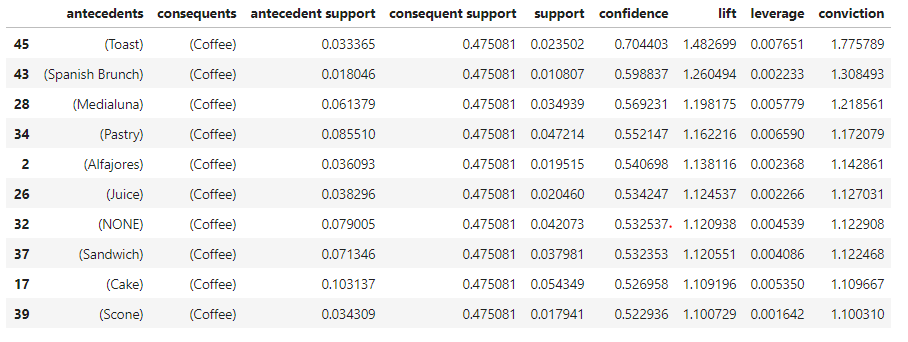 antecedents consequents antecedent support consequent support support confidence lift leverage conviction
45 (Toast) (Coffee) 0.033365 0.475081 0.023502 0.704403 1.482699 0.007651 1.775789
43 (Spanish Brunch) (Coffee) 0.018046 0.475081 0.010807 0.598837 1.260494 0.002233 1.308493
28 (Medialuna) (Coffee) 0.061379 0.475081 0.034939 0.569231 1.198175 0.005779 1.218561
34 (Pastry) (Coffee) 0.085510 0.475081 0.047214 0.552147 1.162216 0.006590 1.172079
2 (Alfajores) (Coffee) 0.036093 0.475081 0.019515 0.540698 1.138116 0.002368 1.142861
26 (Juice) (Coffee) 0.038296 0.475081 0.020460 0.534247 1.124537 0.002266 1.127031
32 (NONE) (Coffee) 0.079005 0.475081 0.042073 0.532537 1.120938 0.004539 1.122908
37 (Sandwich) (Coffee) 0.071346 0.475081 0.037981 0.532353 1.120551 0.004086 1.122468
17 (Cake) (Coffee) 0.103137 0.475081 0.054349 0.526958 1.109196 0.005350 1.109667
39 (Scone) (Coffee) 0.034309 0.475081 0.017941 0.522936 1.100729 0.001642 1.100310